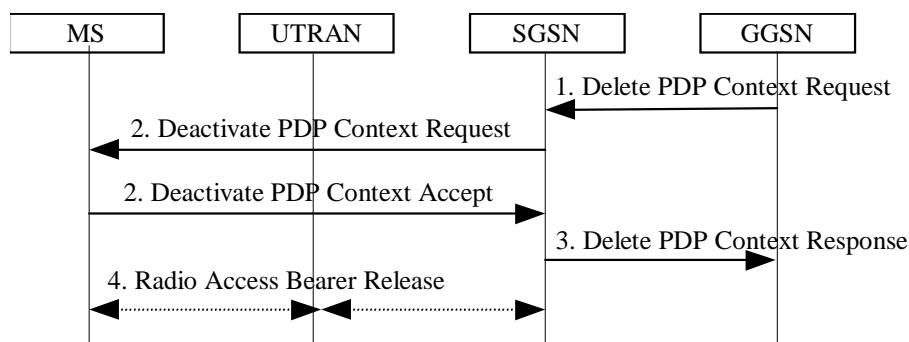 MS
UTRAN
SGSN
GGSN
1. Delete PDP Context Request
2. Deactivate PDP Context Request
2. Deactivate PDP Context Accept
3. Delete PDP Context Response
4. Radio Access Bearer Release